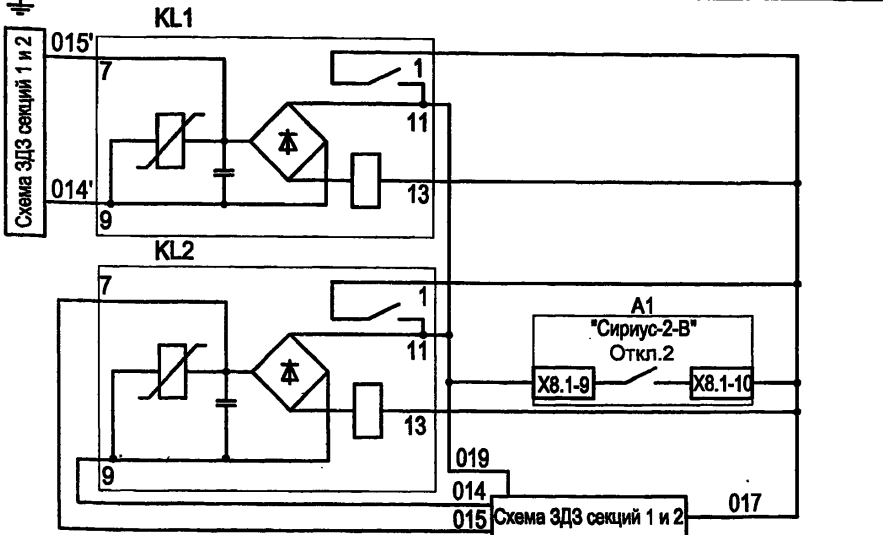 KL1
015'
7
1
11
Схема ЗДЗ секций 1 и 2
014'
13
9
KL2
7
1
A1
"Сириус-2-В"
11
Откл.2
X8.1-9
X8.1-10
13
9
019
014
015
Схема ЗДЗ секций 1 и 2
017